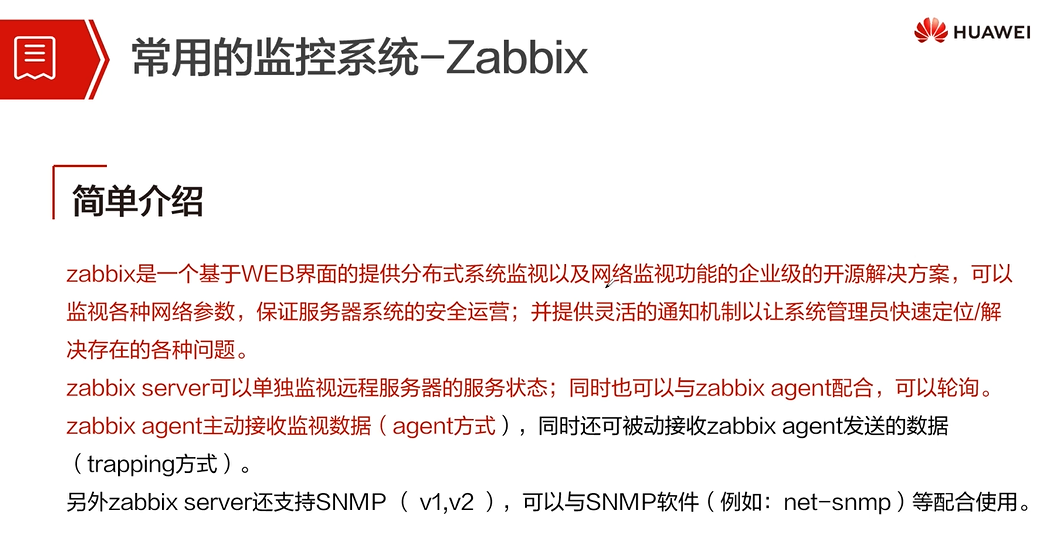 常用的监控系统-Zabbix
HUAWEI
简单介绍
zabbix是一个基于WEB界面的提供分布式系统监视以及网络监视功能的企业级的开源解决方案，可以
监视各种网络参数，保证服务器系统的安全运营；并提供灵活的通知机制以让系统管理员快速定位/解
决存在的各种问题。
zabbix server可以单独监视远程服务器的服务状态；同时也可以与zabbix agent配合，可以轮询。
zabbix agent主动接收监视数据（agent方式），同时还可被动接收zabbix agent发送的数据
（trapping方式）。
另外zabbix server还支持SNMP（ v1,v2 ），可以与SNMP软件（例如：net-snmp）等配合使用。